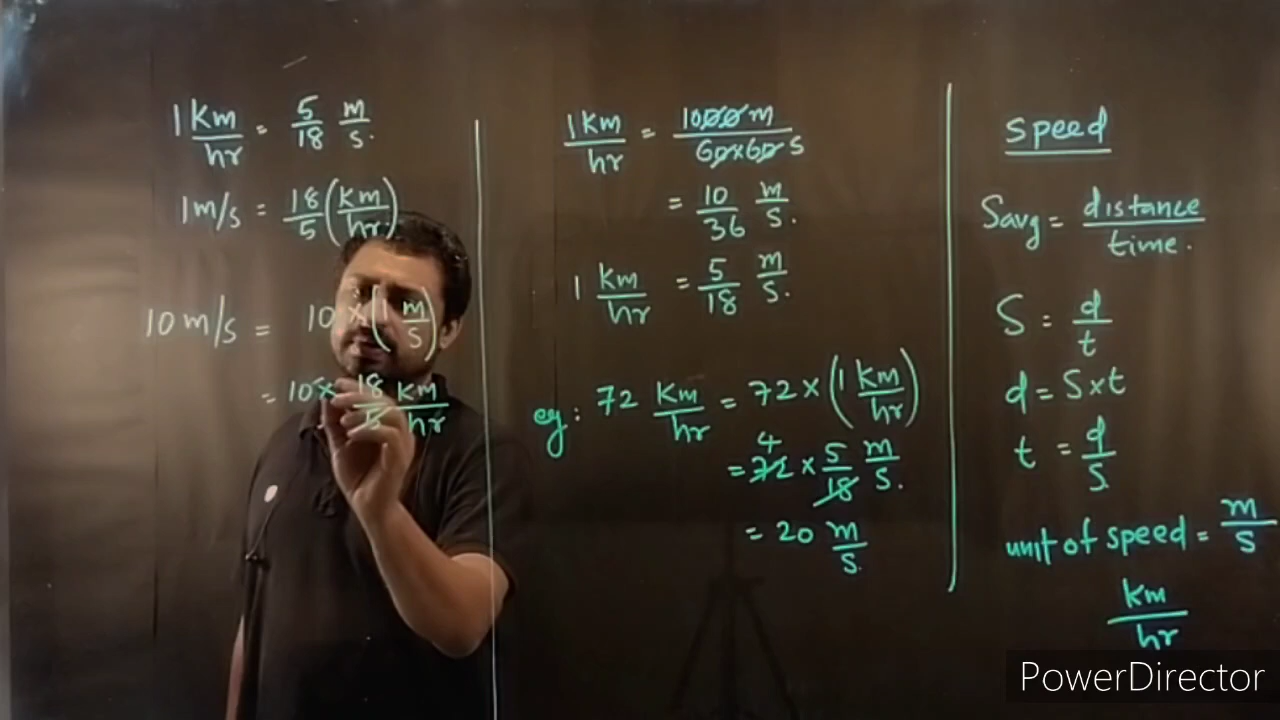 1 Km/hr = 5/18 m/s.
1 m/s = 18/5 (Km/hr)
10 m/s = 10 × (1 m/s)
= 10 × 18/5 Km/hr
1 Km/hr = 1000 m / 60×60 s
= 10/36 m/s.
1 Km/hr = 5/18 m/s.
eg: 72 Km/hr = 72 × (1 Km/hr)
4
= 72 × 5/18 m/s.
= 20 m/s.
Speed
Savg = distance/time.
S = d/t
d = S×t
t = d/S
unit of speed = m/s
Km/hr
PowerDirector